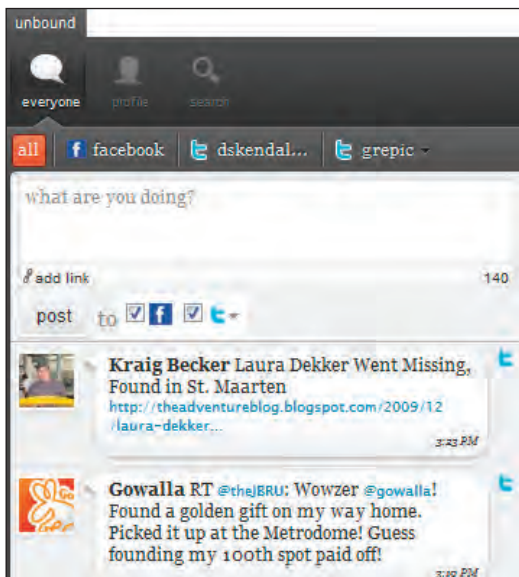 unbound
everyone profile search
all facebook dskendal... grepic
what are you doing?
add link 140
post to
Kraig Becker Laura Dekker Went Missing,
Found in St. Maarten
http://theadventureblog.blogspot.com/2009/12
/laura-dekker...
3:23 PM
Gowalla RT @theJBRU: Wowzer @gowalla!
Found a golden gift on my way home.
Picked it up at the Metrodome! Guess
founding my 100th spot paid off!
3:19 PM